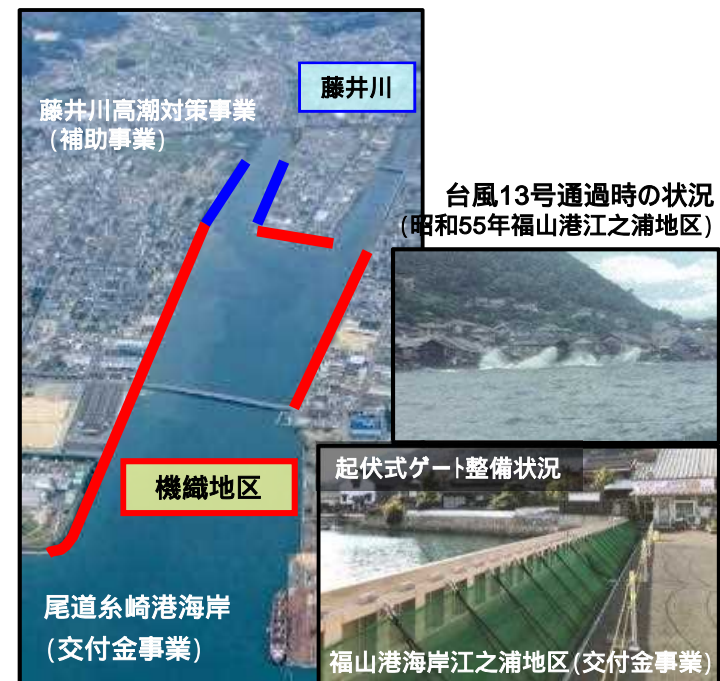 藤井川
藤井川高潮対策事業
(補助事業)
台風13号通過時の状況
(昭和55年福山港江之浦地区)
機織地区
起伏式ゲート整備状況
尾道糸崎港海岸
(交付金事業)
福山港海岸江之浦地区(交付金事業)